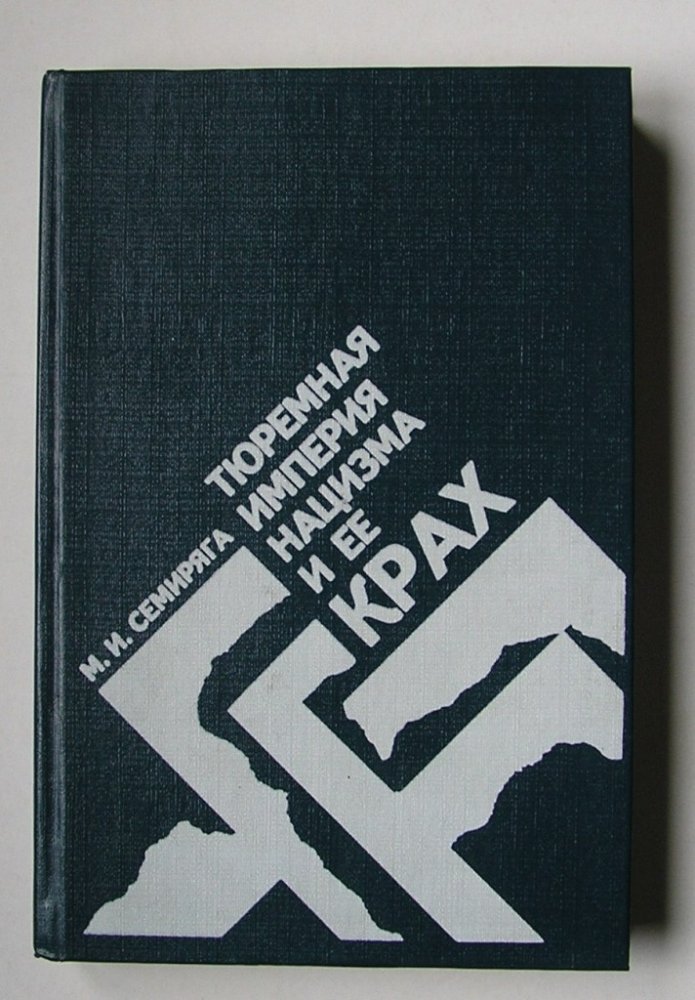 М. И. СЕМИРЯГА
ТЮРЕМНАЯ
ИМПЕРИЯ
НАЦИЗМА
И ЕЕ
КРАХ